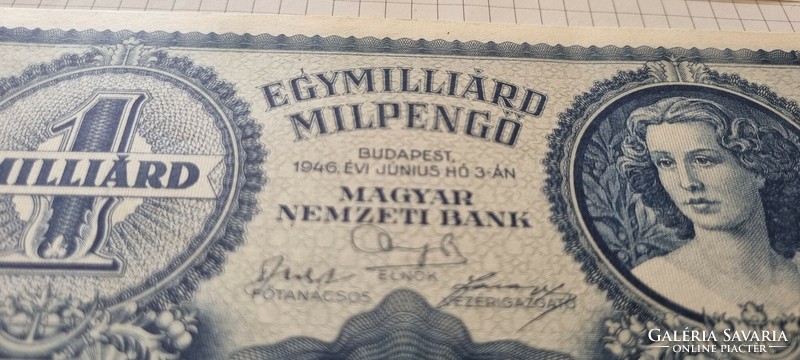 EGYMILLIÁRD
MILPENGŐ
BUDAPEST,
1946. ÉVI JÚNIUS HÓ 3-ÁN
MAGYAR
NEMZETI BANK
ELNÖK
FŐTANÁCSOS
VEZÉRIGAZGATÓ
1
MILLIÁRD
GALÉRIA SAVARIA
ONLINE PIACTÉR